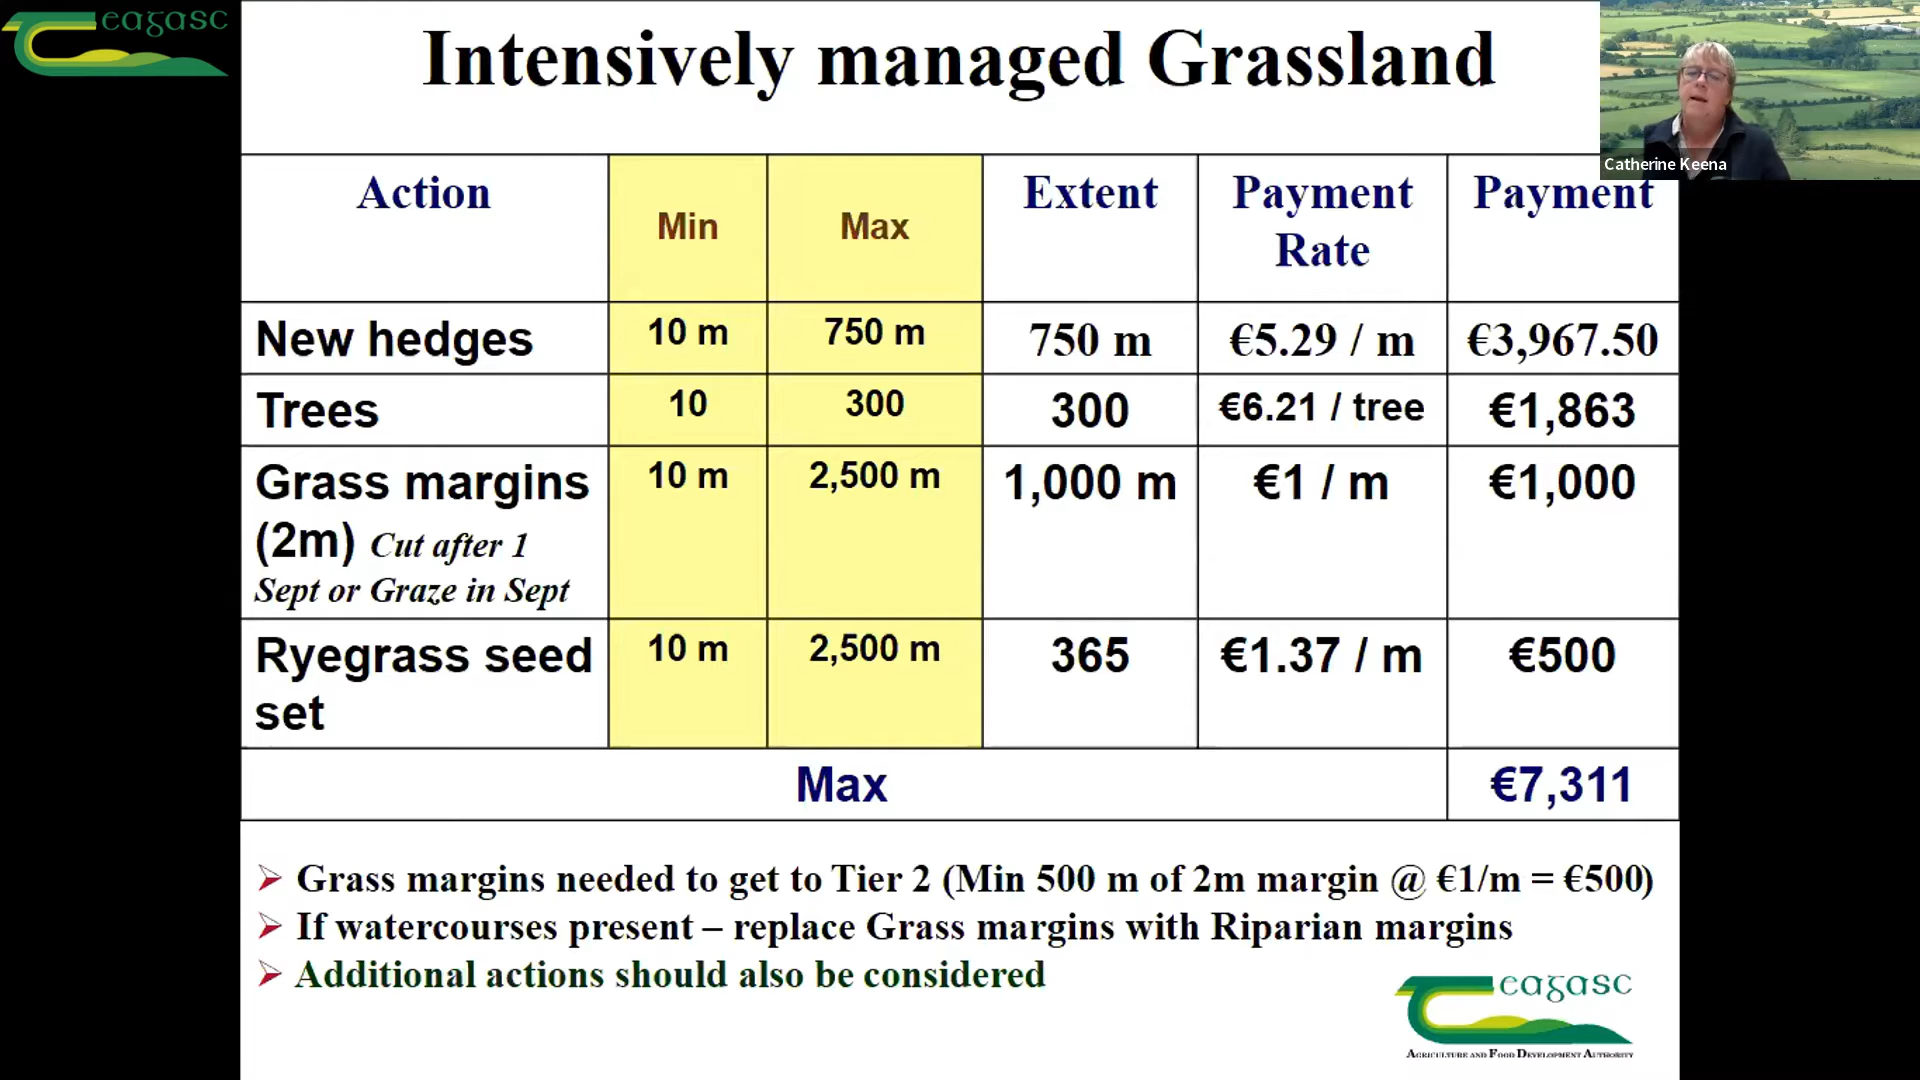 eagasc
Intensively managed Grassland
Catherine Keena
Action
Min
Max
Extent
Payment
Rate
Payment
New hedges
10 m
750 m
750 m
€5.29 / m
€3,967.50
Trees
10
300
300
€6.21 / tree
€1,863
Grass margins
(2m) Cut after 1
Sept or Graze in Sept
10 m
2,500 m
1,000 m
€1 / m
€1,000
Ryegrass seed
set
10 m
2,500 m
365
€1.37 / m
€500
Max
€7,311
Grass margins needed to get to Tier 2 (Min 500 m of 2m margin @ €1/m = €500)
If watercourses present – replace Grass margins with Riparian margins
Additional actions should also be considered
eagasc
AGRICULTURE AND FOOD DEVELOPMENT AUTHORITY